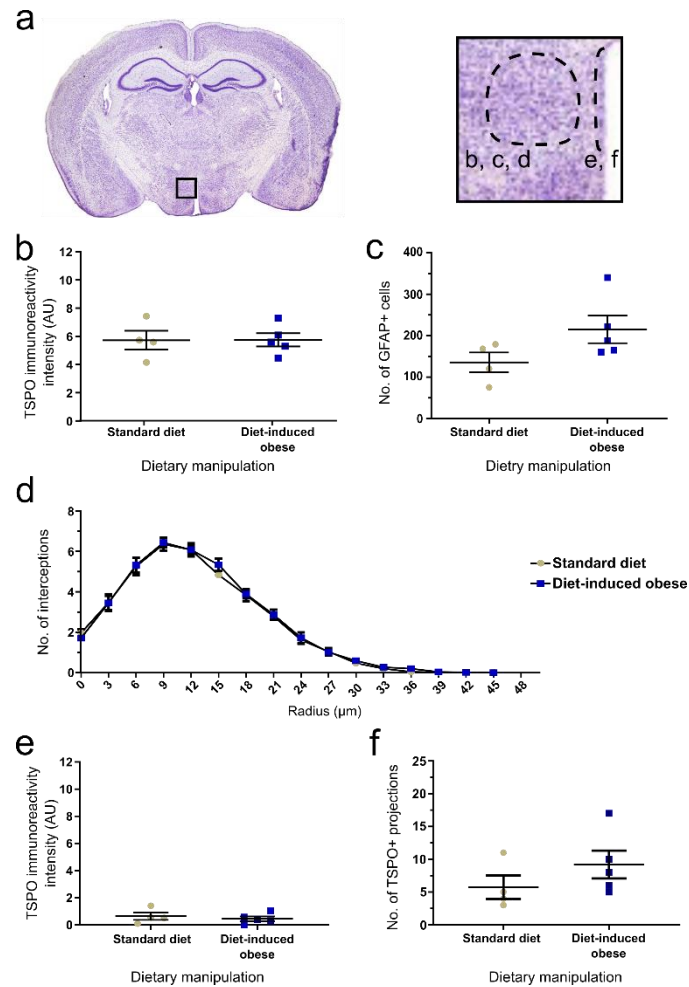 a
b, c, d
e, f
b
TSPO immunoreactivity
intensity (AU)
12
10
8
6
4
2
0
Standard diet
Diet-induced
obese
Dietary manipulation
c
No. of GFAP+ cells
400
300
200
100
0
Standard diet
Diet-induced
obese
Dietry manipulation
d
No. of interceptions
8
6
4
2
0
0
3
6
9
12
15
18
21
24
27
30
33
36
39
42
45
48
Radius (µm)
Standard diet
Diet-induced obese
e
TSPO immunoreactivity
intensity (AU)
12
10
8
6
4
2
0
Standard diet
Diet-induced
obese
Dietary manipulation
f
No. of TSPO+ projections
25
20
15
10
5
0
Standard diet
Diet-induced
obese
Dietary manipulation